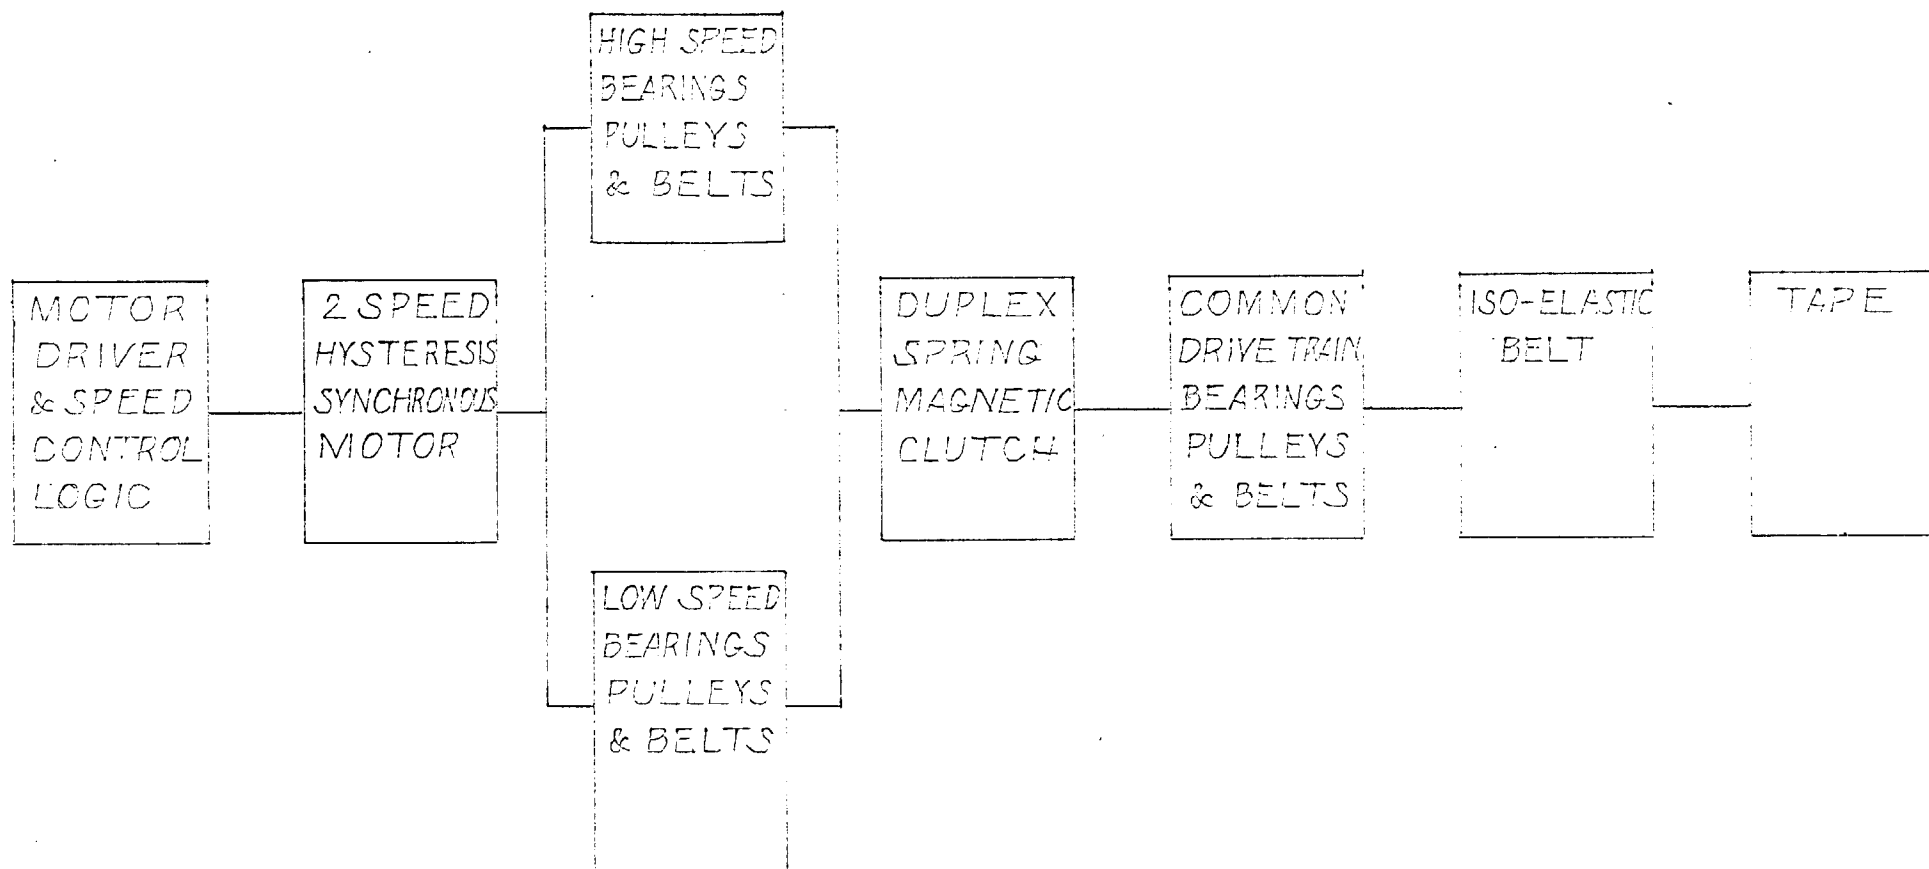 HIGH SPEED
BEARINGS
PULLEYS
& BELTS
MOTOR
DRIVER
& SPEED
CONTROL
LOGIC
2 SPEED
HYSTERESIS
SYNCHRONOUS
MOTOR
DUPLEX
SPRING
MAGNETIC
CLUTCH
COMMON
DRIVE TRAIN
BEARINGS
PULLEYS
& BELTS
ISO-ELASTIC
BELT
TAPE
LOW SPEED
BEARINGS
PULLEYS
& BELTS